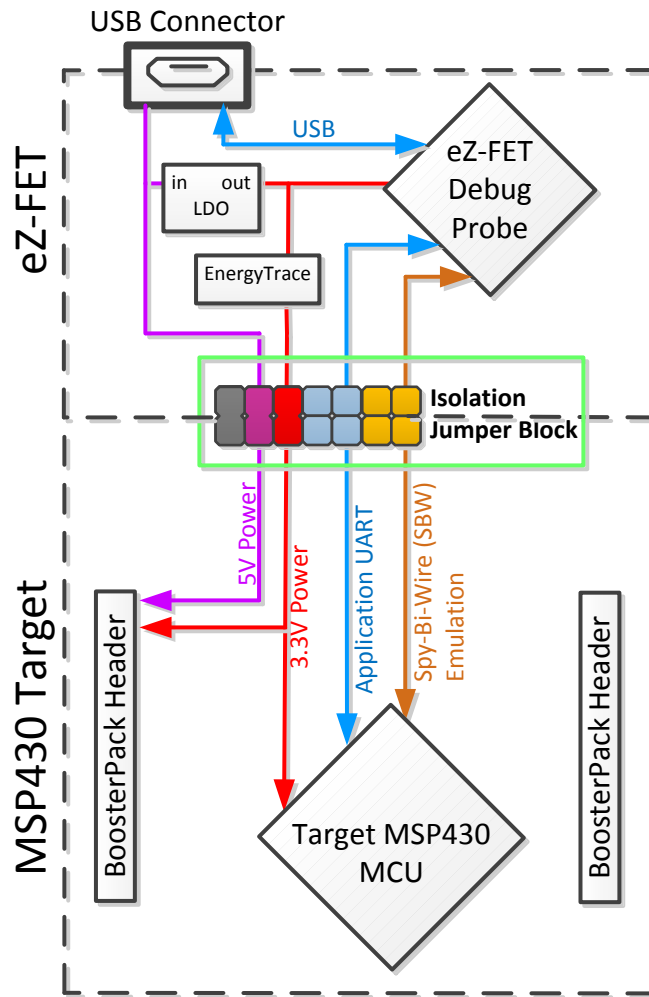 USB Connector
eZ-FET
USB
in out
LDO
eZ-FET
Debug
Probe
EnergyTrace
Isolation
Jumper Block
MSP430 Target
5V Power
3.3V Power
Application UART
Spy-Bi-Wire (SBW)
Emulation
BoosterPack Header
BoosterPack Header
Target MSP430
MCU